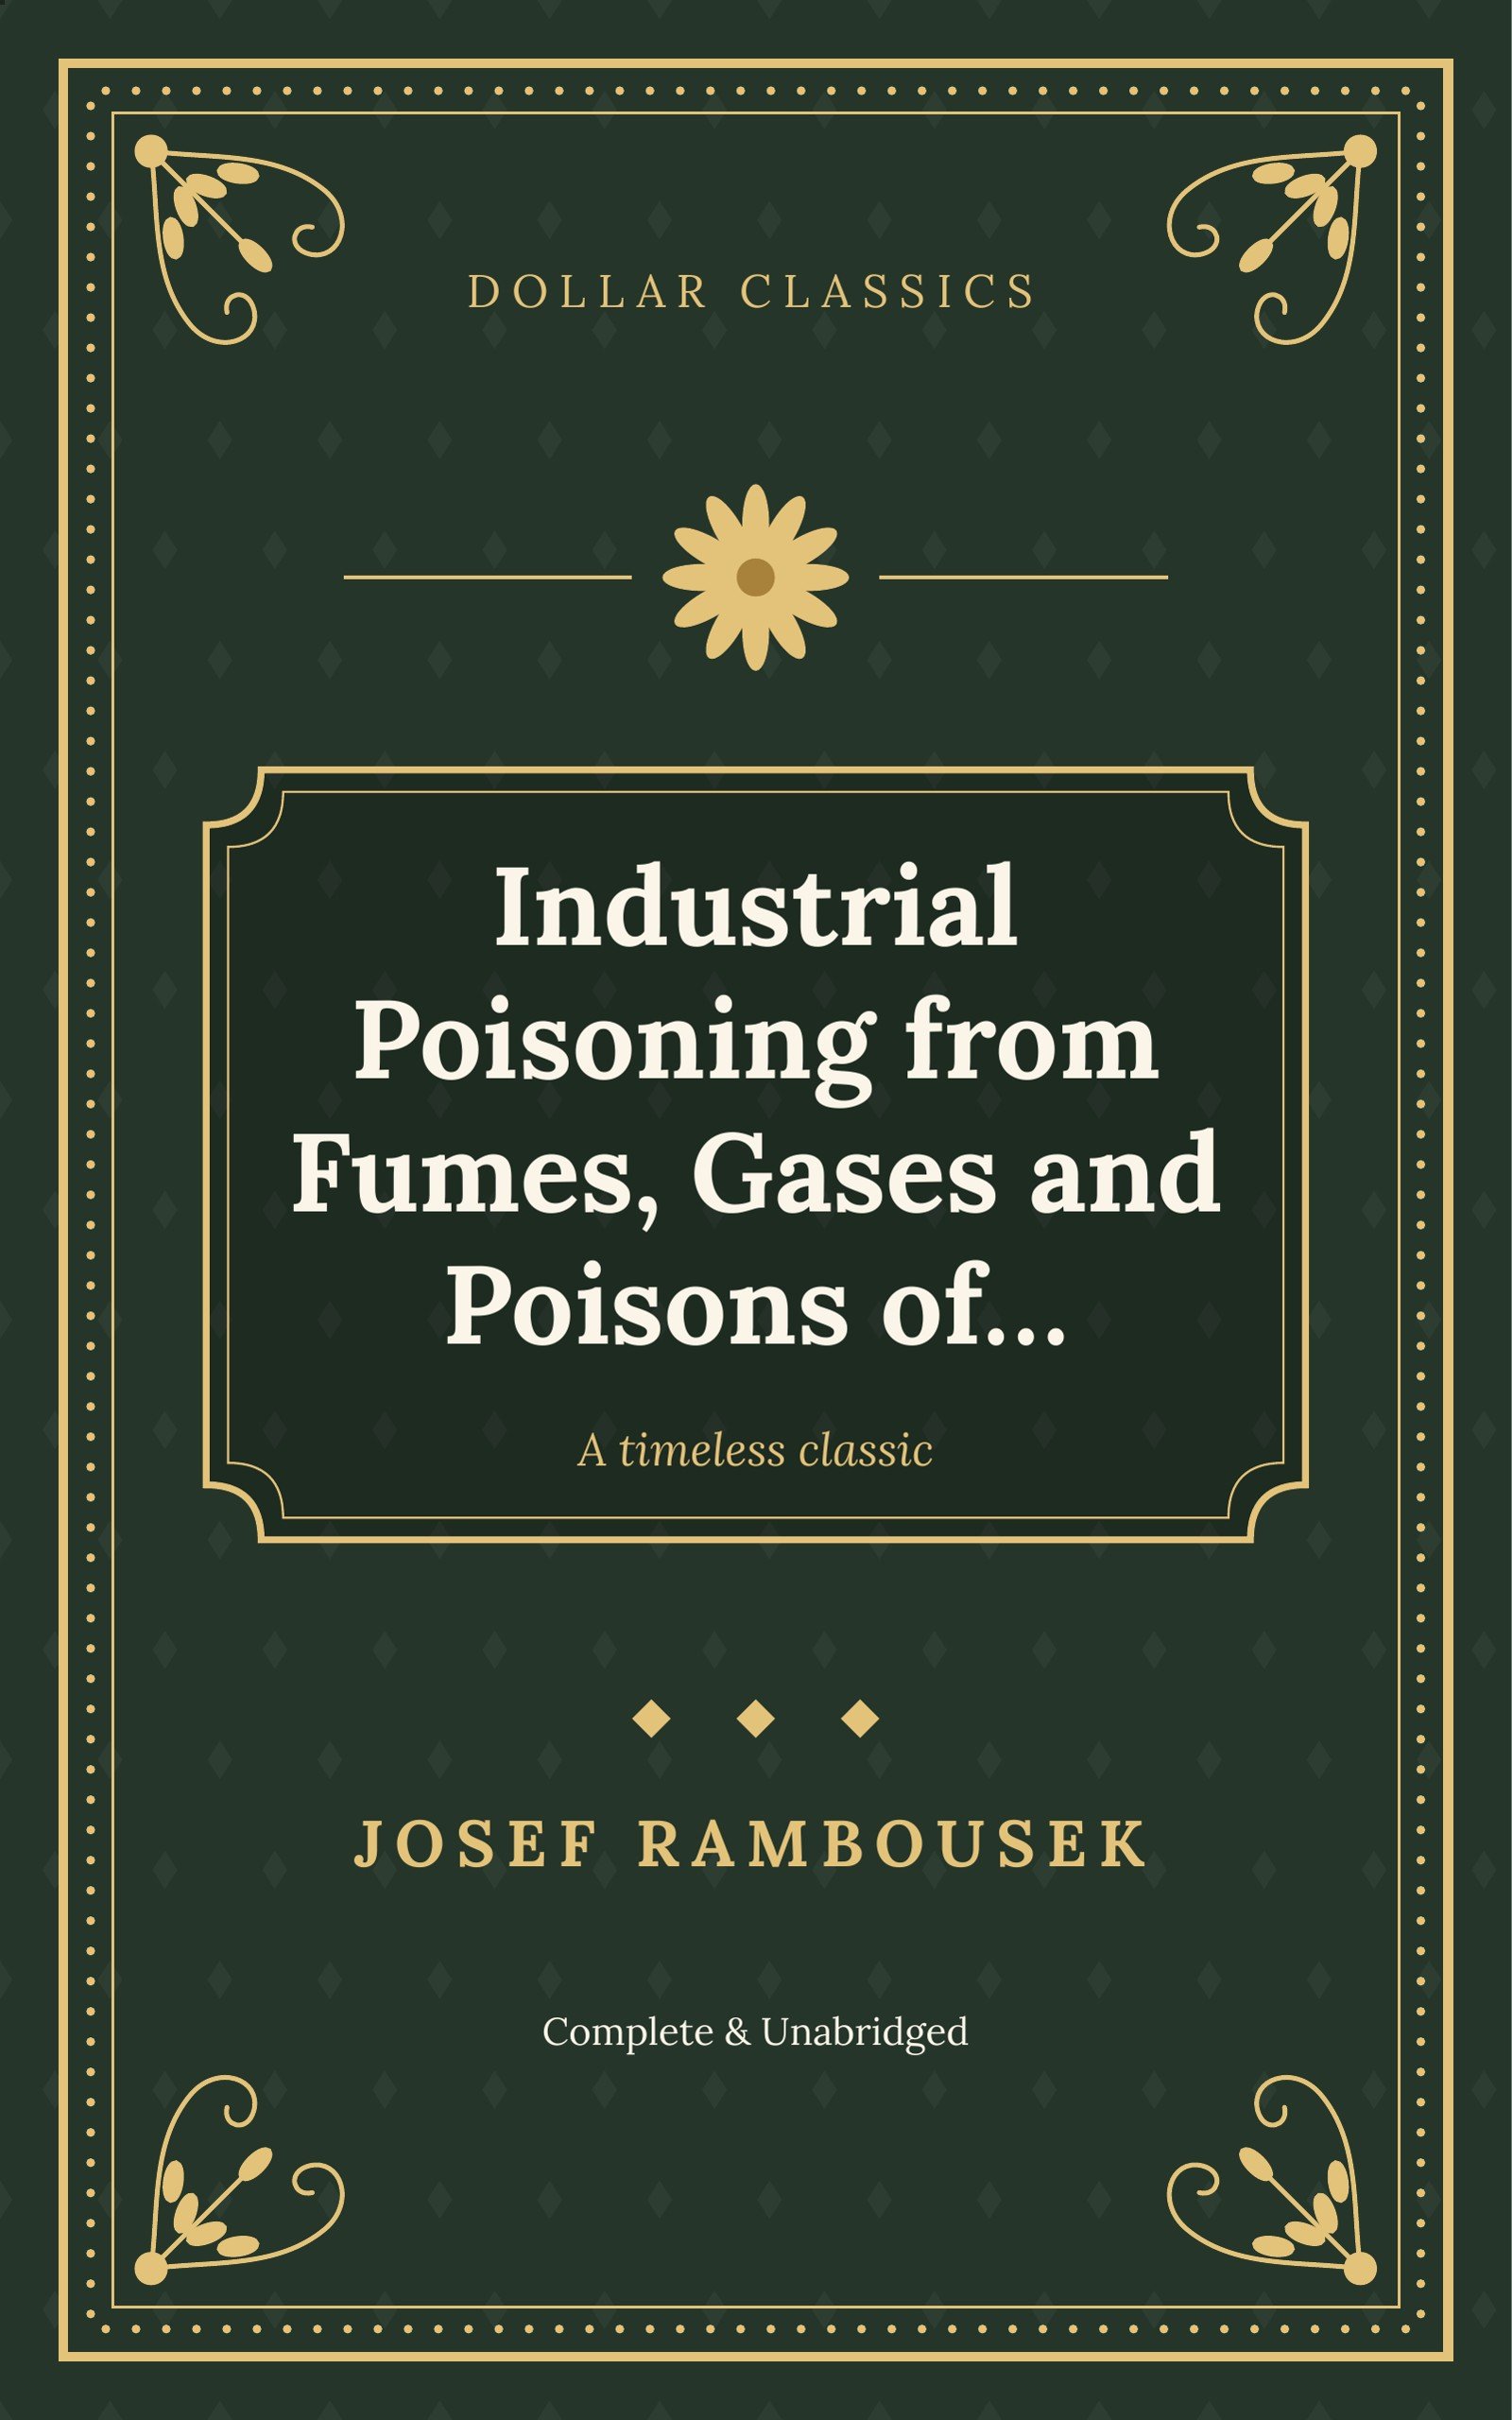 DOLLAR CLASSICS
Industrial
Poisoning from
Fumes, Gases and
Poisons of...
A timeless classic
JOSEF RAMBOUSEK
Complete & Unabridged